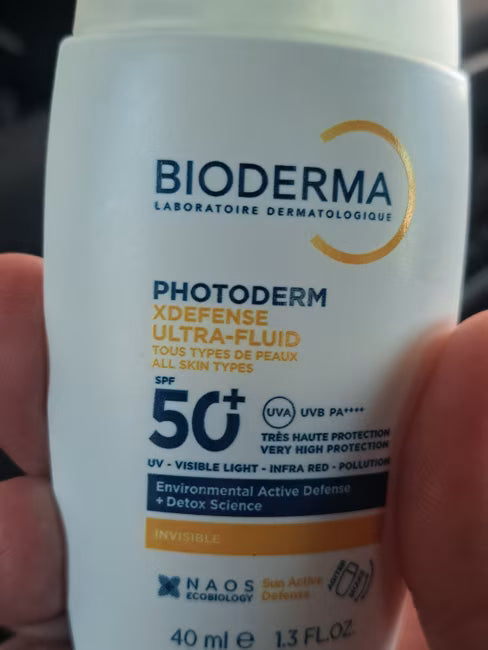 BIODERMA
LABORATOIRE DERMATOLOGIQUE
PHOTODERM
XDEFENSE
ULTRA-FLUID
TOUS TYPES DE PEAUX
ALL SKIN TYPES
SPF
50+
UVA UVB PA++++
TRÈS HAUTE PROTECTION
VERY HIGH PROTECTION
UV - VISIBLE LIGHT - INFRA RED - POLLUTION
Environmental Active Defense
+ Detox Science
INVISIBLE
NAOS
ECOBIOLOGY
Sun Active
Defense
AGITER
SHAKE
40 ml e 1.3 FL.OZ.